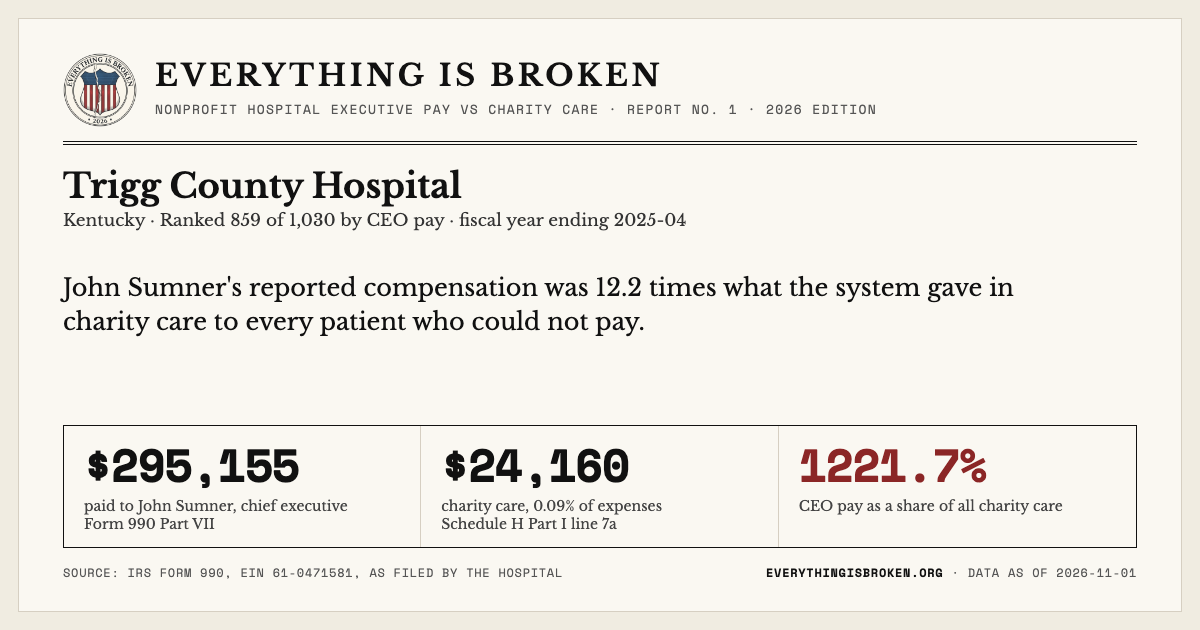 EVERYTHING IS BROKEN
· 2026 ·
EVERYTHING IS BROKEN
NONPROFIT HOSPITAL EXECUTIVE PAY VS CHARITY CARE · REPORT NO. 1 · 2026 EDITION
Trigg County Hospital
Kentucky · Ranked 859 of 1,030 by CEO pay · fiscal year ending 2025-04
John Sumner's reported compensation was 12.2 times what the system gave in
charity care to every patient who could not pay.
$295,155
paid to John Sumner, chief executive
Form 990 Part VII
$24,160
charity care, 0.09% of expenses
Schedule H Part I line 7a
1221.7%
CEO pay as a share of all charity care
SOURCE: IRS FORM 990, EIN 61-0471581, AS FILED BY THE HOSPITAL
EVERYTHINGISBROKEN.ORG · DATA AS OF 2026-11-01